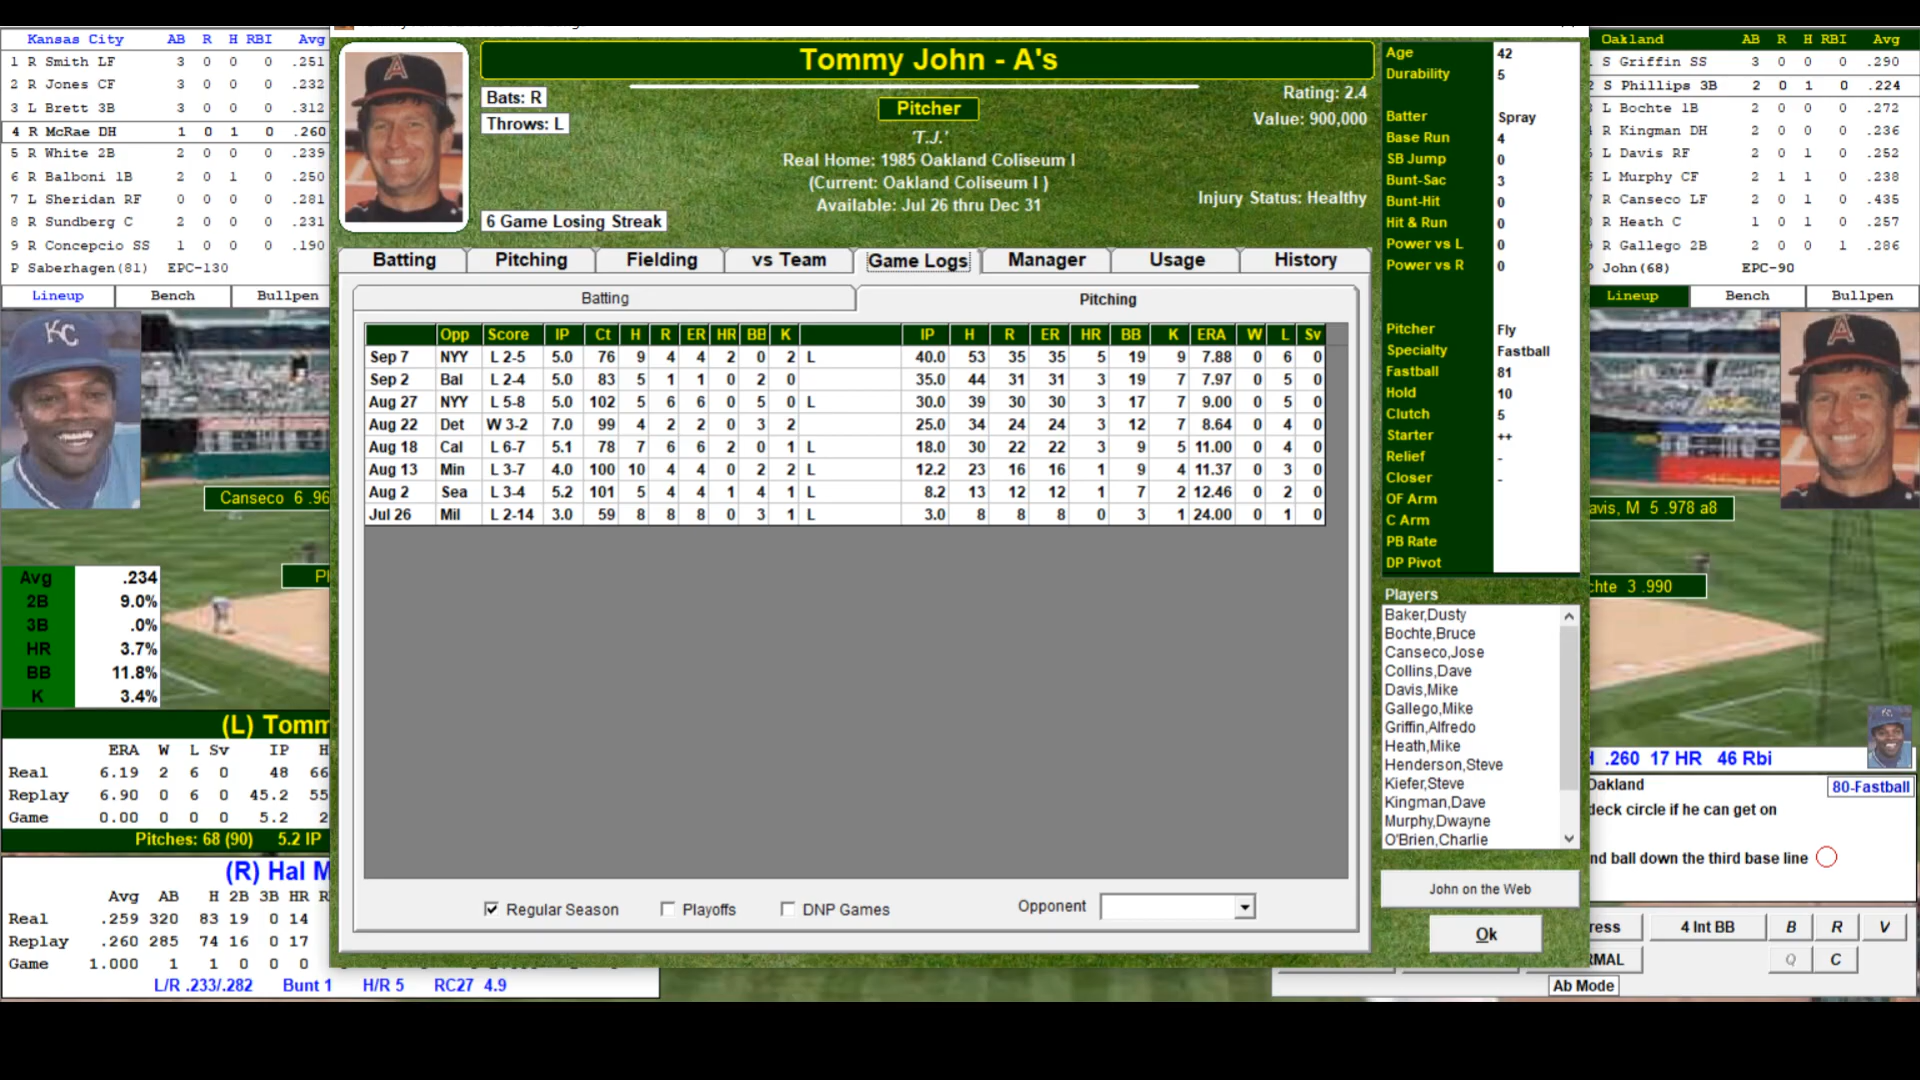 Kansas City AB R H RBI Avg
1 R Smith LF 3 0 0 0 .251
2 R Jones CF 3 0 0 0 .232
3 L Brett 3B 3 0 0 0 .312
4 R McRae DH 1 0 1 0 .260
5 R White 2B 2 0 0 0 .239
6 R Balboni 1B 2 0 1 0 .250
7 L Sheridan RF 0 0 0 0 .281
8 R Sundberg C 2 0 0 0 .231
9 R Concepcio SS 1 0 0 0 .190
P Saberhagen(81) EPC-130
Lineup Bench Bullpen
Canseco 6 .96
Avg .234
2B 9.0%
3B .0%
HR 3.7%
BB 11.8%
K 3.4%
(L) Tomm
ERA W L Sv IP H
Real 6.19 2 6 0 48 66
Replay 6.90 0 6 0 45.2 55
Game 0.00 0 0 0 5.2 2
Pitches: 68 (90) 5.2 IP
(R) Hal M
Avg AB H 2B 3B HR R
Real .259 320 83 19 0 14
Replay .260 285 74 16 0 17
Game 1.000 1 1 0 0 0
L/R .233/.282 Bunt 1 H/R 5 RC27 4.9
Tommy John - A's
Bats: R
Throws: L
Pitcher
'T.J.'
Real Home: 1985 Oakland Coliseum I
(Current: Oakland Coliseum I )
Available: Jul 26 thru Dec 31
Rating: 2.4
Value: 900,000
Injury Status: Healthy
6 Game Losing Streak
Batting Pitching Fielding vs Team Game Logs Manager Usage History
Batting Pitching
Opp Score IP Ct H R ER HR BB K IP H R ER HR BB K ERA W L Sv
Sep 7 NYY L 2-5 5.0 76 9 4 4 2 0 2 L 40.0 53 35 35 5 19 9 7.88 0 6 0
Sep 2 Bal L 2-4 5.0 83 5 1 1 0 2 0 35.0 44 31 31 3 19 7 7.97 0 5 0
Aug 27 NYY L 5-8 5.0 102 5 6 6 0 5 0 L 30.0 39 30 30 3 17 7 9.00 0 5 0
Aug 22 Det W 3-2 7.0 99 4 2 2 0 3 2 25.0 34 24 24 3 12 7 8.64 0 4 0
Aug 18 Cal L 6-7 5.1 78 7 6 6 2 0 1 L 18.0 30 22 22 3 9 5 11.00 0 4 0
Aug 13 Min L 3-7 4.0 100 10 4 4 0 2 2 L 12.2 23 16 16 1 9 4 11.37 0 3 0
Aug 2 Sea L 3-4 5.2 101 5 4 4 1 4 1 L 8.2 13 12 12 1 7 2 12.46 0 2 0
Jul 26 Mil L 2-14 3.0 59 8 8 8 0 3 1 L 3.0 8 8 8 0 3 1 24.00 0 1 0
Regular Season Playoffs DNP Games Opponent
Age 42
Durability 5
Batter Spray
Base Run 4
SB Jump 0
Bunt-Sac 3
Bunt-Hit 0
Hit & Run 0
Power vs L 0
Power vs R 0
Pitcher Fly
Specialty Fastball
Fastball 81
Hold 10
Clutch 5
Starter ++
Relief -
Closer -
OF Arm
C Arm
PB Rate
DP Pivot
Players
Baker,Dusty
Bochte,Bruce
Canseco,Jose
Collins,Dave
Davis,Mike
Gallego,Mike
Griffin,Alfredo
Heath,Mike
Henderson,Steve
Kiefer,Steve
Kingman,Dave
Murphy,Dwayne
O'Brien,Charlie
John on the Web
Ok
Oakland AB R H RBI Avg
S Griffin SS 3 0 0 0 .290
S Phillips 3B 2 0 1 0 .224
L Bochte 1B 2 0 0 0 .272
R Kingman DH 2 0 0 0 .236
L Davis RF 2 0 1 0 .252
L Murphy CF 2 1 1 0 .238
R Canseco LF 2 0 1 0 .435
R Heath C 2 0 1 0 .257
R Gallego 2B 2 0 0 1 .286
John(68) EPC-90
Lineup Bench Bullpen
avis, M 5 .978 a8
chte 3 .990
.260 17 HR 46 Rbi
Oakland 80-Fastball
deck circle if he can get on
nd ball down the third base line
ress 4 Int BB B R V
RMAL Q C
Ab Mode